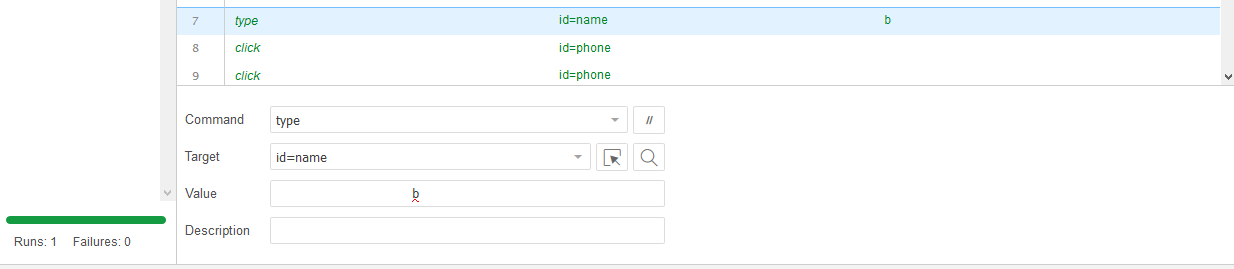 7 type id=name b
8 click id=phone
9 click id=phone
Command type //
Target id=name
Value b
Description
Runs: 1 Failures: 0